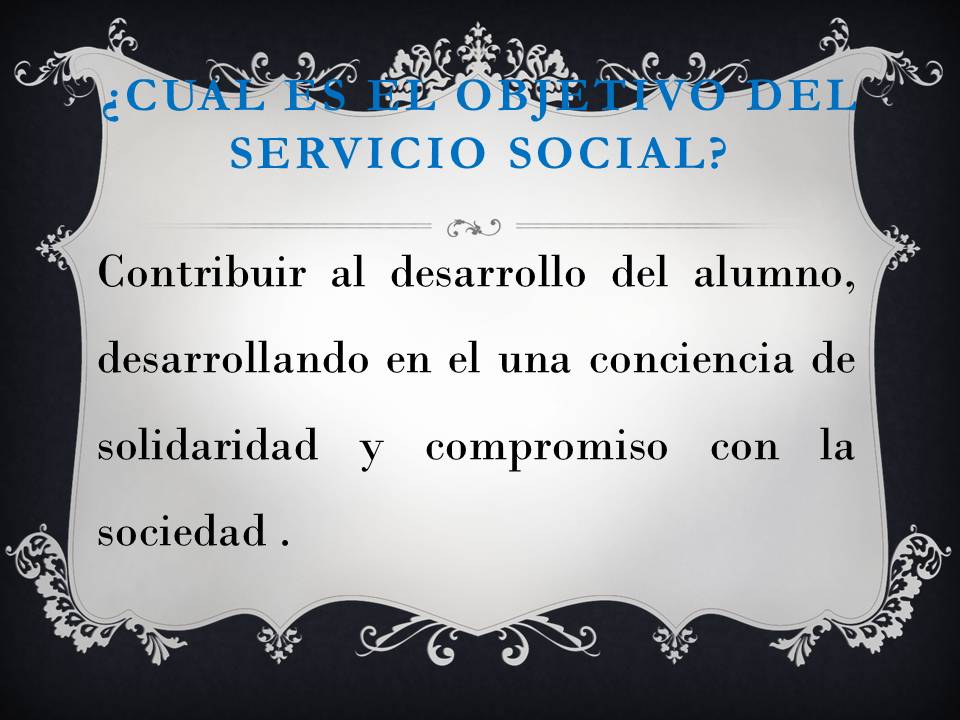 ¿CUAL ES EL OBJETIVO DEL
SERVICIO SOCIAL?
Contribuir al desarrollo del alumno,
desarrollando en el una conciencia de
solidaridad y compromiso con la
sociedad .